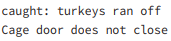 caught: turkeys ran off
Cage door does not close